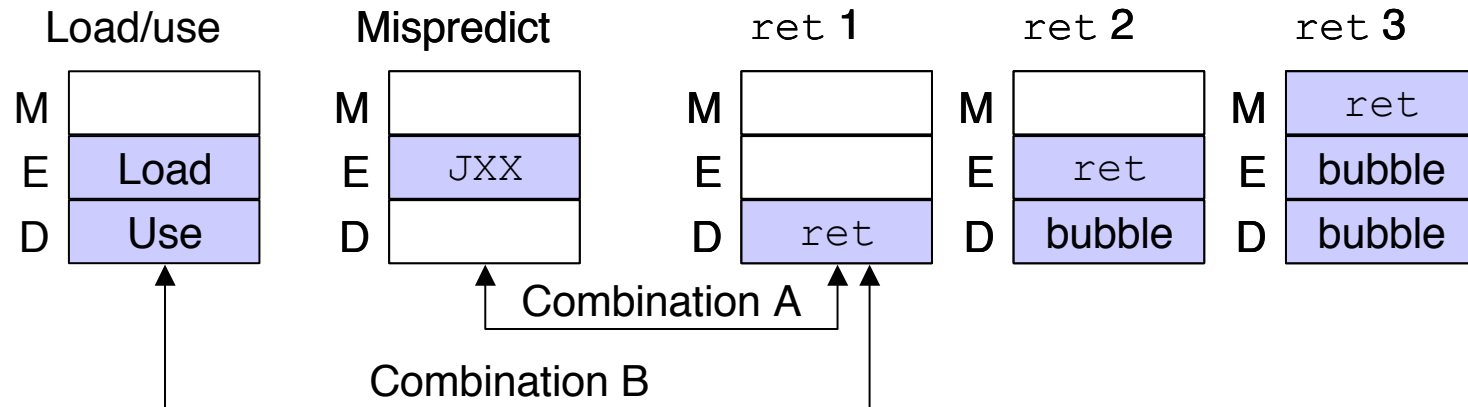 Load/use Mispredict ret 1 ret 2 ret 3
M M M M M ret
E Load E JXX E E ret E bubble
D Use D D ret D bubble D bubble
Combination A
Combination B